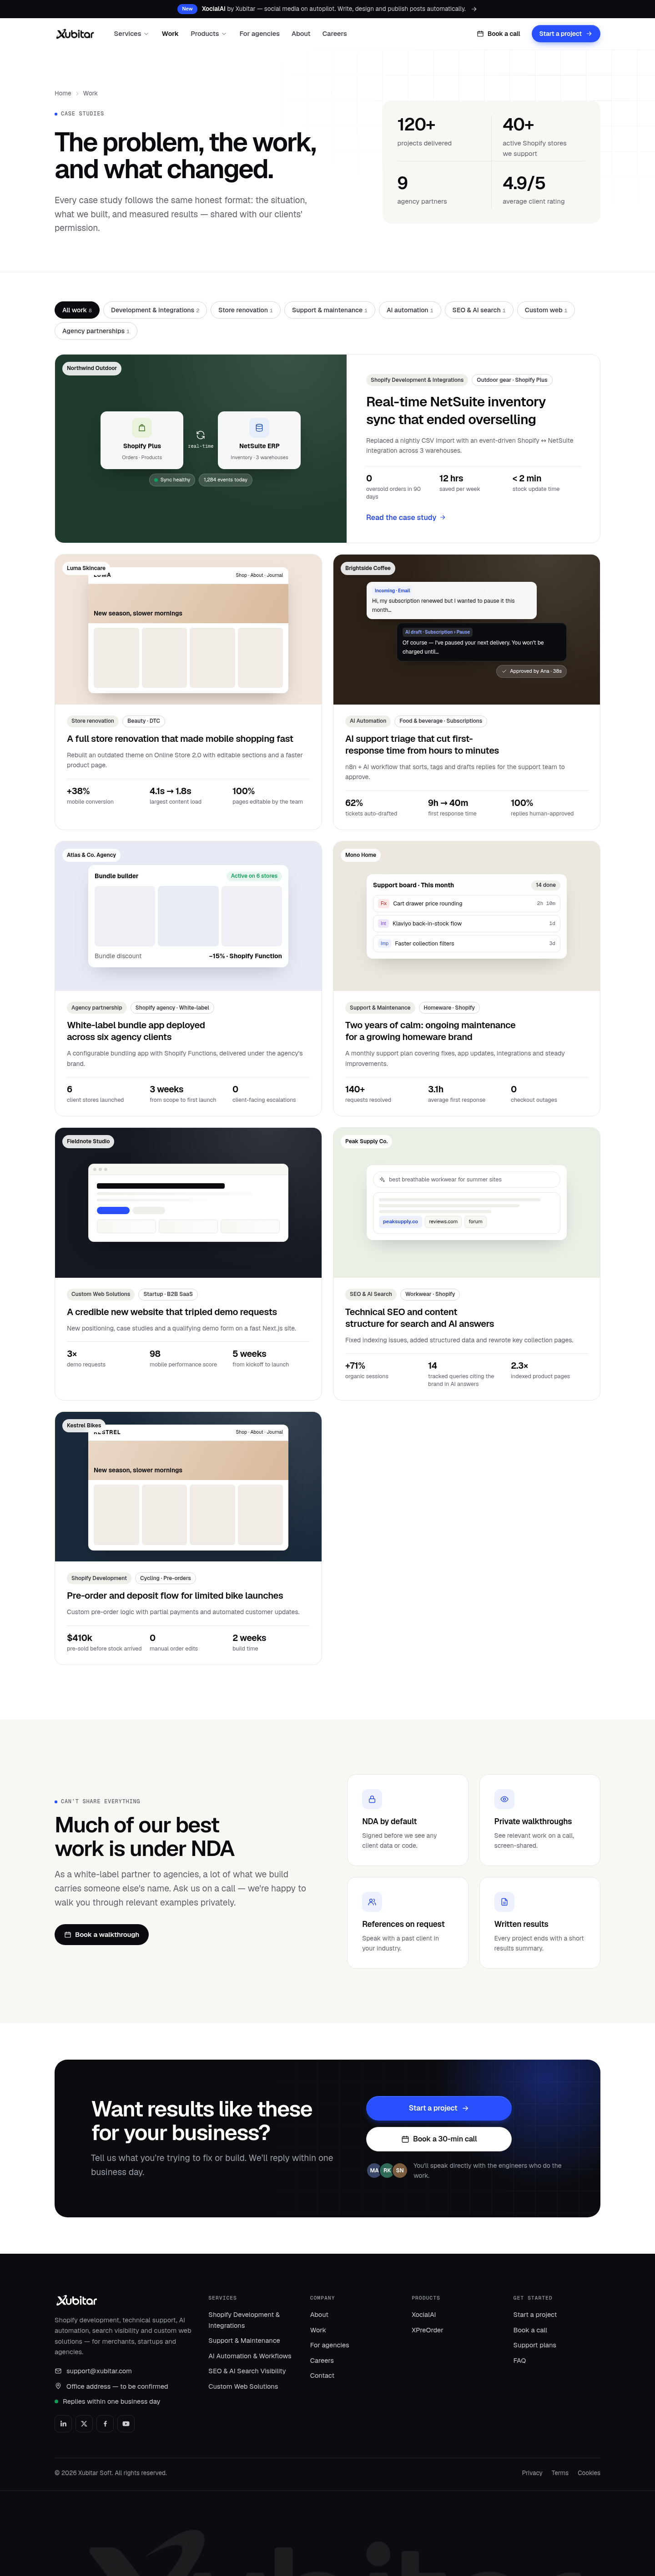 New XocialAI by Xubitar — social media on autopilot. Write, design and publish posts automatically. →
Xubitar Services Work Products For agencies About Careers Book a call Start a project →
Home › Work
CASE STUDIES
The problem, the work,
and what changed.
Every case study follows the same honest format: the situation,
what we built, and measured results — shared with our clients'
permission.
120+
projects delivered
40+
active Shopify stores
we support
9
agency partners
4.9/5
average client rating
All work 8 Development & integrations 2 Store renovation 1 Support & maintenance 1 AI automation 1 SEO & AI search 1 Custom web 1
Agency partnerships 1
Northwind Outdoor
Shopify Plus
Orders · Products
real-time
NetSuite ERP
Inventory · 3 warehouses
Sync healthy 1,284 events today
Shopify Development & Integrations Outdoor gear · Shopify Plus
Real-time NetSuite inventory
sync that ended overselling
Replaced a nightly CSV import with an event-driven Shopify ↔ NetSuite
integration across 3 warehouses.
0
oversold orders in 90
days
12 hrs
saved per week
< 2 min
stock update time
Read the case study →
Luma Skincare
Shop · About · Journal
New season, slower mornings
Store renovation Beauty · DTC
A full store renovation that made mobile shopping fast
Rebuilt an outdated theme on Online Store 2.0 with editable sections and a faster
product page.
+38%
mobile conversion
4.1s → 1.8s
largest content load
100%
pages editable by the team
Brightside Coffee
Incoming · Email
Hi, my subscription renewed but I wanted to pause it this
month…
AI draft · Subscription › Pause
Of course — I've paused your next delivery. You won't be
charged until…
Approved by Ana · 38s
AI Automation Food & beverage · Subscriptions
AI support triage that cut first-
response time from hours to minutes
n8n + AI workflow that sorts, tags and drafts replies for the support team to
approve.
62%
tickets auto-drafted
9h → 40m
first response time
100%
replies human-approved
Atlas & Co. Agency
Bundle builder Active on 6 stores
Bundle discount −15% · Shopify Function
Agency partnership Shopify agency · White-label
White-label bundle app deployed
across six agency clients
A configurable bundling app with Shopify Functions, delivered under the agency's
brand.
6
client stores launched
3 weeks
from scope to first launch
0
client-facing escalations
Mono Home
Support board · This month 14 done
Fix Cart drawer price rounding 2h 10m
Klaviyo back-in-stock flow 1d
Imp Faster collection filters 3d
Support & Maintenance Homeware · Shopify
Two years of calm: ongoing maintenance
for a growing homeware brand
A monthly support plan covering fixes, app updates, integrations and steady
improvements.
140+
requests resolved
3.1h
average first response
0
checkout outages
Fieldnote Studio
Custom Web Solutions Startup · B2B SaaS
A credible new website that tripled demo requests
New positioning, case studies and a qualifying demo form on a fast Next.js site.
3×
demo requests
98
mobile performance score
5 weeks
from kickoff to launch
Peak Supply Co.
best breathable workwear for summer sites
peaksupply.co reviews.com forum
SEO & AI Search Workwear · Shopify
Technical SEO and content
structure for search and AI answers
Fixed indexing issues, added structured data and rewrote key collection pages.
+71%
organic sessions
14
tracked queries citing the
brand in AI answers
2.3×
indexed product pages
Kestrel Bikes
KESTREL Shop · About · Journal
New season, slower mornings
Shopify Development Cycling · Pre-orders
Pre-order and deposit flow for limited bike launches
Custom pre-order logic with partial payments and automated customer updates.
$410k
pre-sold before stock arrived
0
manual order edits
2 weeks
build time
CAN'T SHARE EVERYTHING
Much of our best
work is under NDA
As a white-label partner to agencies, a lot of what we build
carries someone else's name. Ask us on a call — we're happy to
walk you through relevant examples privately.
Book a walkthrough
NDA by default
Signed before we see any
client data or code.
Private walkthroughs
See relevant work on a call,
screen-shared.
References on request
Speak with a past client in
your industry.
Written results
Every project ends with a short
results summary.
Want results like these
for your business?
Tell us what you're trying to fix or build. We'll reply within one
business day.
Start a project →
Book a 30-min call
MA RK SN You'll speak directly with the engineers who do the
work.
Xubitar
Shopify development, technical support, AI
automation, search visibility and custom web
solutions — for merchants, startups and
agencies.
support@xubitar.com
Office address — to be confirmed
Replies within one business day
SERVICES
Shopify Development &
Integrations
Support & Maintenance
AI Automation & Workflows
SEO & AI Search Visibility
Custom Web Solutions
COMPANY
About
Work
For agencies
Careers
Contact
PRODUCTS
XocialAI
XPreOrder
GET STARTED
Start a project
Book a call
Support plans
FAQ
© 2026 Xubitar Soft. All rights reserved.
Privacy Terms Cookies
Xubitar